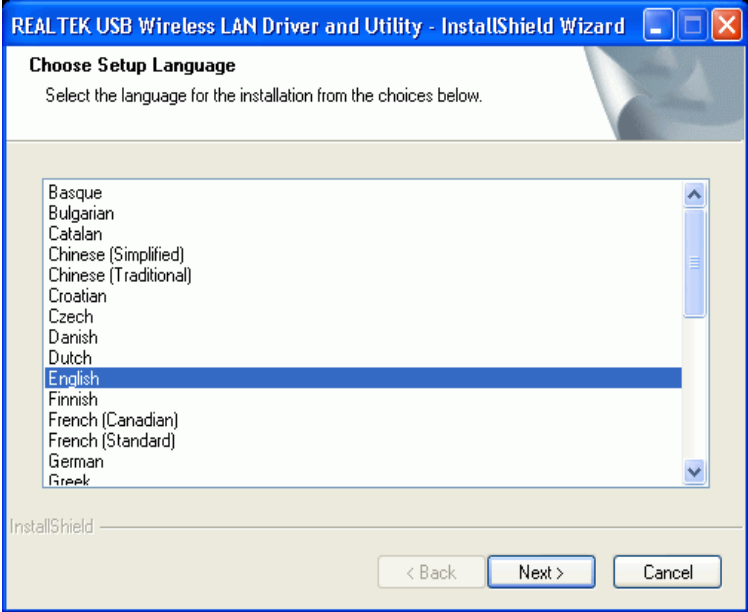 REALTEK USB Wireless LAN Driver and Utility - InstallShield Wizard
Choose Setup Language
Select the language for the installation from the choices below.
Basque
Bulgarian
Catalan
Chinese (Simplified)
Chinese (Traditional)
Croatian
Czech
Danish
Dutch
English
Finnish
French (Canadian)
French (Standard)
German
Greek
InstallShield
< Back Next > Cancel